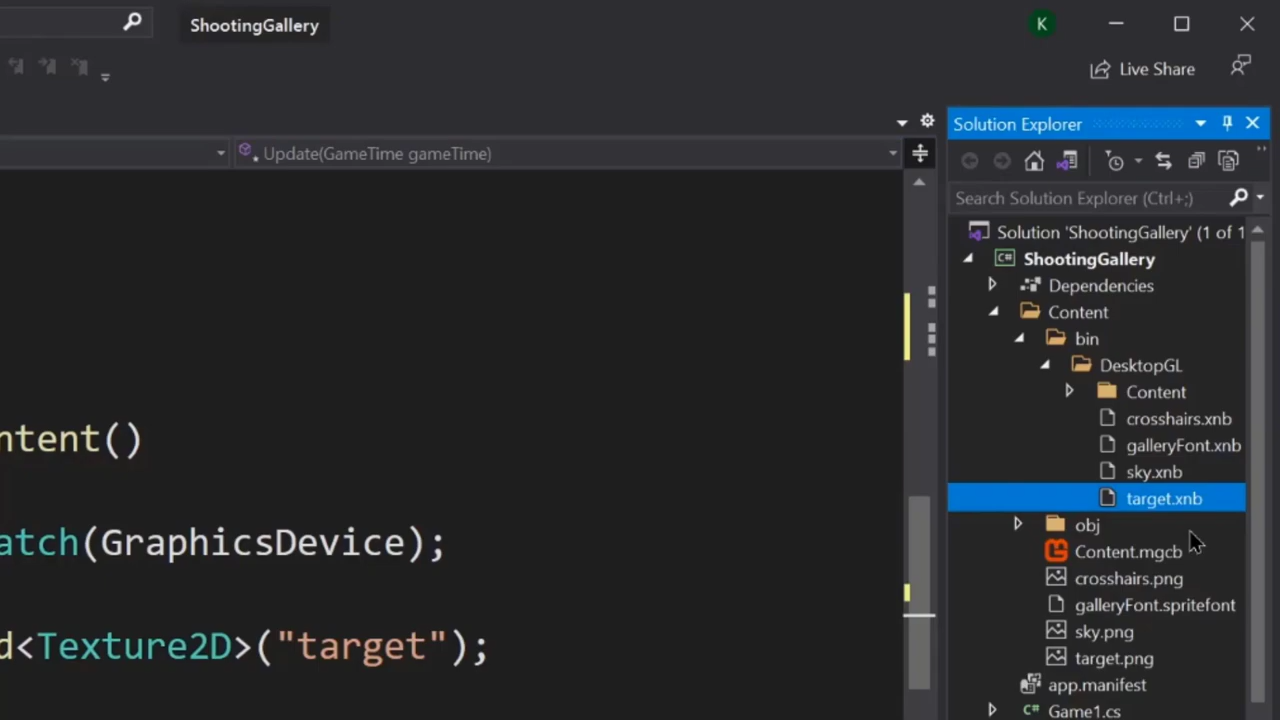 ShootingGallery
K
Live Share
Solution Explorer
Update(GameTime gameTime)
Search Solution Explorer (Ctrl+;)
Solution 'ShootingGallery' (1 of 1
ShootingGallery
Dependencies
Content
bin
DesktopGL
Content
crosshairs.xnb
galleryFont.xnb
sky.xnb
target.xnb
obj
Content.mgcb
crosshairs.png
galleryFont.spritefont
sky.png
target.png
app.manifest
C# Game1.cs
ntent()
atch(GraphicsDevice);
d<Texture2D>("target");